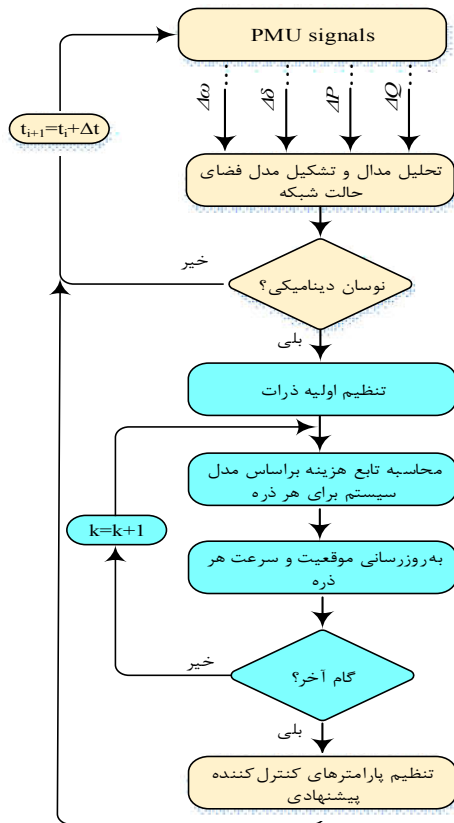 PMU signals
Δω
Δδ
ΔP
ΔQ
tᵢ₊₁=tᵢ+Δt
تحلیل مدال و تشکیل مدل فضای
حالت شبکه
خیر
نوسان دینامیکی؟
بلی
تنظیم اولیه ذرات
محاسبه تابع هزینه براساس مدل
سیستم برای هر ذره
k=k+1
به‌روزرسانی موقعیت و سرعت هر
ذره
خیر
گام آخر؟
بلی
تنظیم پارامترهای کنترل کننده
پیشنهادی